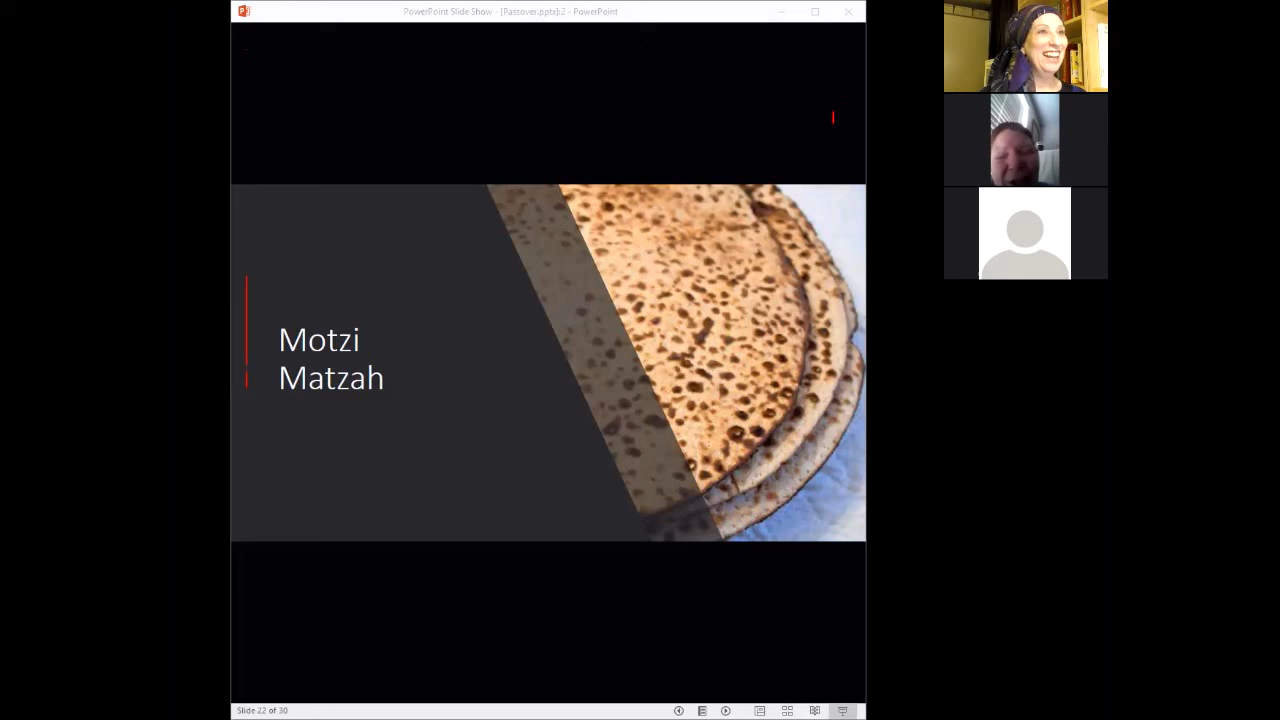 PowerPoint Slide Show - [Passover.pptx]:2 - PowerPoint
Motzi
Matzah
Slide 22 of 30